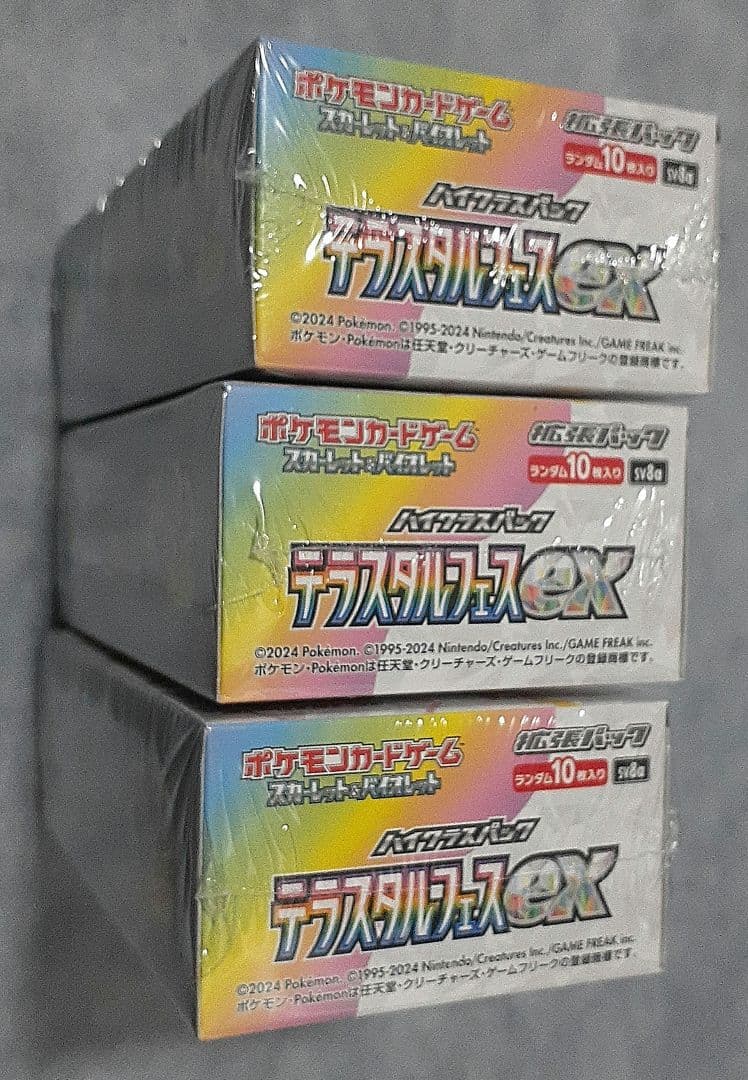 ポケモンカードゲーム
スカーレット&バイオレット
拡張パック
ランダム10枚入り sv8a
ハイクラスパック
テラスタルフェスex
©2024 Pokémon. ©1995-2024 Nintendo/Creatures Inc./GAME FREAK inc.
ポケモン・Pokémonは任天堂・クリーチャーズ・ゲームフリークの登録商標です。
ポケモンカードゲーム
スカーレット&バイオレット
拡張パック
ランダム10枚入り sv8a
ハイクラスパック
テラスタルフェスex
©2024 Pokémon. ©1995-2024 Nintendo/Creatures Inc./GAME FREAK inc.
ポケモン・Pokémonは任天堂・クリーチャーズ・ゲームフリークの登録商標です。
ポケモンカードゲーム
スカーレット&バイオレット
拡張パック
ランダム10枚入り sv8a
ハイクラスパック
テラスタルフェスex
©2024 Pokémon. ©1995-2024 Nintendo/Creatures Inc./GAME FREAK inc.
ポケモン・Pokémonは任天堂・クリーチャーズ・ゲームフリークの登録商標です。